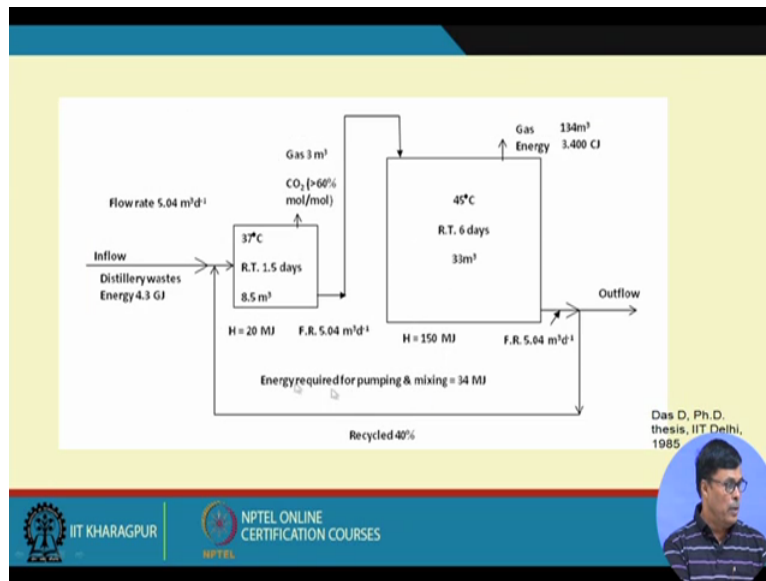 Flow rate 5.04 m³d⁻¹
Inflow
Distillery wastes
Energy 4.3 GJ
Gas 3 m³
CO₂ (>60%
mol/mol)
37°C
R.T. 1.5 days
8.5 m³
H = 20 MJ
F.R. 5.04 m³d⁻¹
Gas 134m³
Energy 3.400 CJ
45°C
R.T. 6 days
33m³
H = 150 MJ
F.R. 5.04 m³d⁻¹
Outflow
Energy required for pumping & mixing = 34 MJ
Recycled 40%
Das D, Ph.D.
thesis, IIT Delhi,
1985
IIT KHARAGPUR
NPTEL
NPTEL ONLINE
CERTIFICATION COURSES